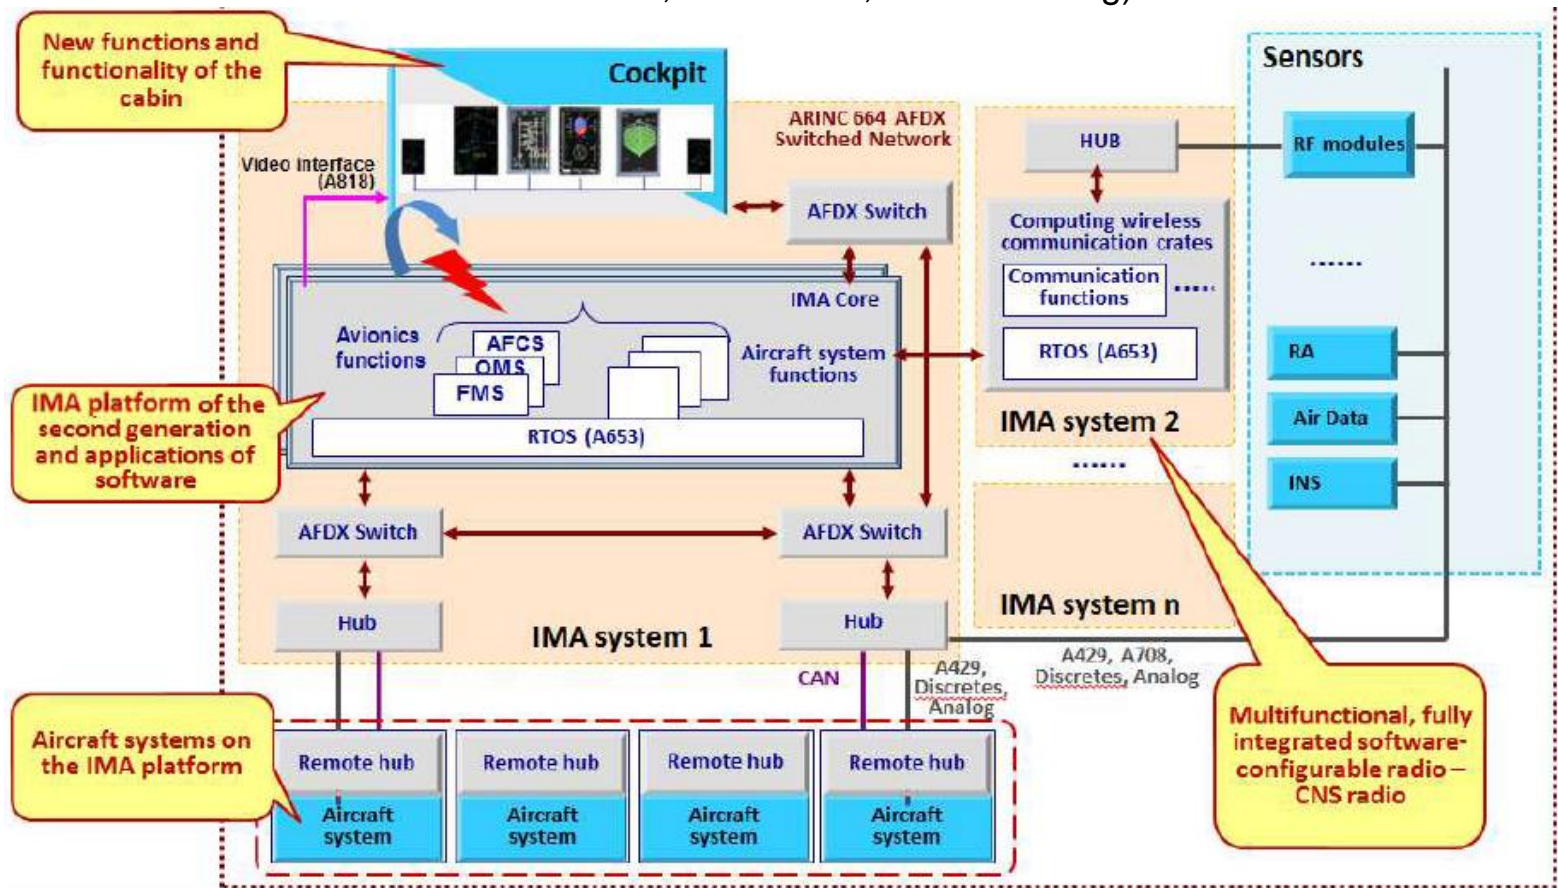 New functions and
functionality of the
cabin
Cockpit
Sensors
ARINC 664 AFDX
Switched Network
Video interface
(A818)
HUB
RF modules
AFDX Switch
Computing wireless
communication crates
Communication
functions
.....
......
RTOS (A653)
IMA Core
Avionics
functions
AFCS
OMS
FMS
Aircraft system
functions
RTOS (A653)
RA
Air Data
INS
IMA platform of the
second generation
and applications of
software
IMA system 2
......
AFDX Switch
AFDX Switch
Hub
IMA system 1
Hub
IMA system n
CAN
A429,
Discretes,
Analog
A429, A708,
Discretes, Analog
Aircraft systems on
the IMA platform
Multifunctional, fully
integrated software-
configurable radio –
CNS radio
Remote hub
Remote hub
Remote hub
Remote hub
Aircraft
system
Aircraft
system
Aircraft
system
Aircraft
system